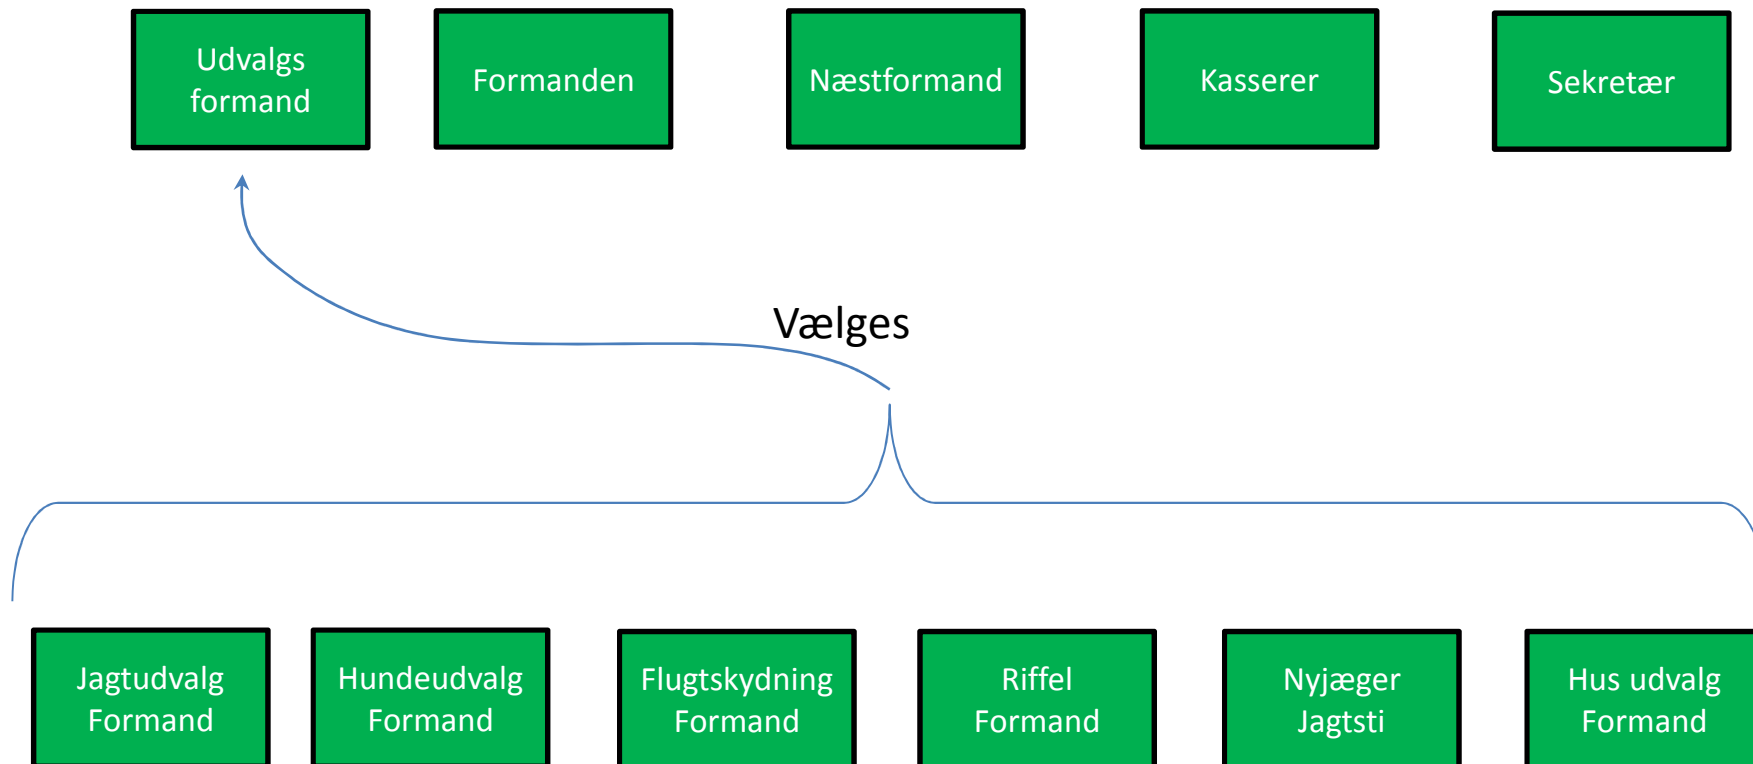 Udvalgs
formand
Formanden
Næstformand
Kasserer
Sekretær
Vælges
Jagtudvalg
Formand
Hundeudvalg
Formand
Flugtskydning
Formand
Riffel
Formand
Nyjæger
Jagtsti
Hus udvalg
Formand